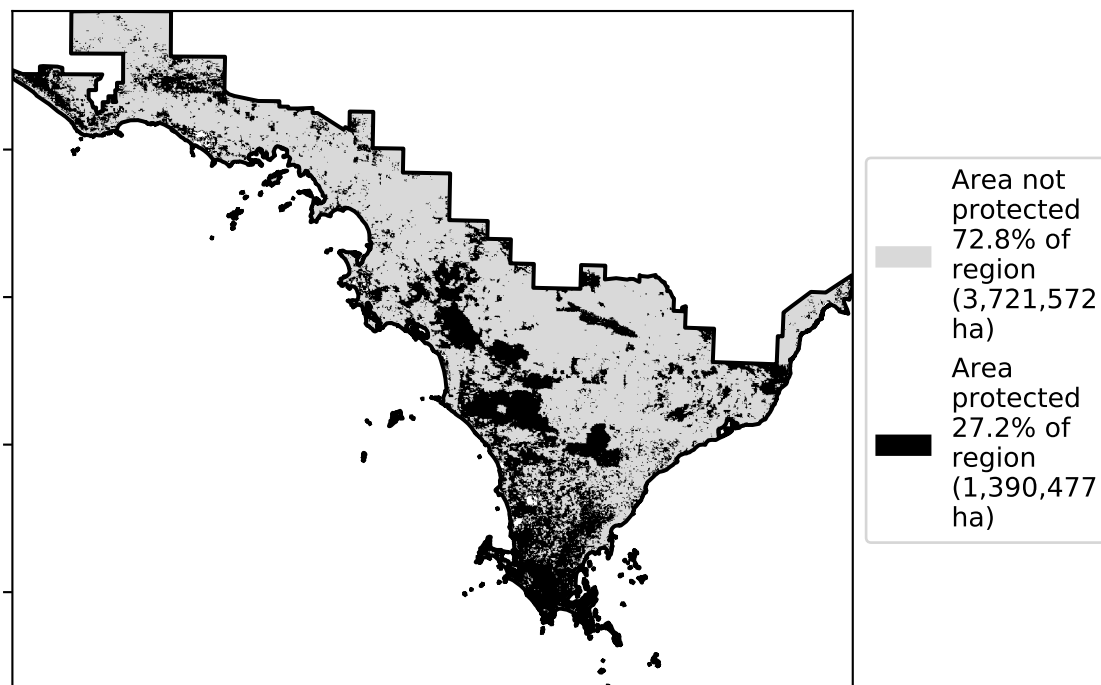 Area not
protected
72.8% of
region
(3,721,572
ha)
Area
protected
27.2% of
region
(1,390,477
ha)